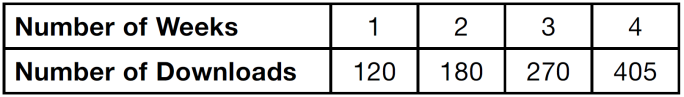 Number of Weeks 1 2 3 4
Number of Downloads 120 180 270 405